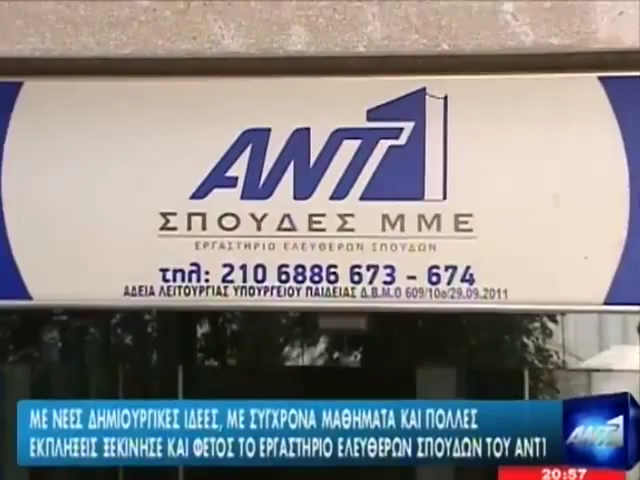 ΑΝΤ1
ΣΠΟΥΔΕΣ ΜΜΕ
ΕΡΓΑΣΤΗΡΙΟ ΕΛΕΥΘΕΡΩΝ ΣΠΟΥΔΩΝ
τηλ: 210 6886 673 - 674
ΑΔΕΙΑ ΛΕΙΤΟΥΡΓΙΑΣ ΥΠΟΥΡΓΕΙΟΥ ΠΑΙΔΕΙΑΣ Δ.Β.Μ.Ο 609/10α/29.09.2011
ΜΕ ΝΕΕΣ ΔΗΜΙΟΥΡΓΙΚΕΣ ΙΔΕΕΣ, ΜΕ ΣΥΓΧΡΟΝΑ ΜΑΘΗΜΑΤΑ ΚΑΙ ΠΟΛΛΕΣ
ΕΚΠΛΗΞΕΙΣ ΞΕΚΙΝΗΣΕ ΚΑΙ ΦΕΤΟΣ ΤΟ ΕΡΓΑΣΤΗΡΙΟ ΕΛΕΥΘΕΡΩΝ ΣΠΟΥΔΩΝ ΤΟΥ ΑΝΤ1
ΑΝΤ1
20:57